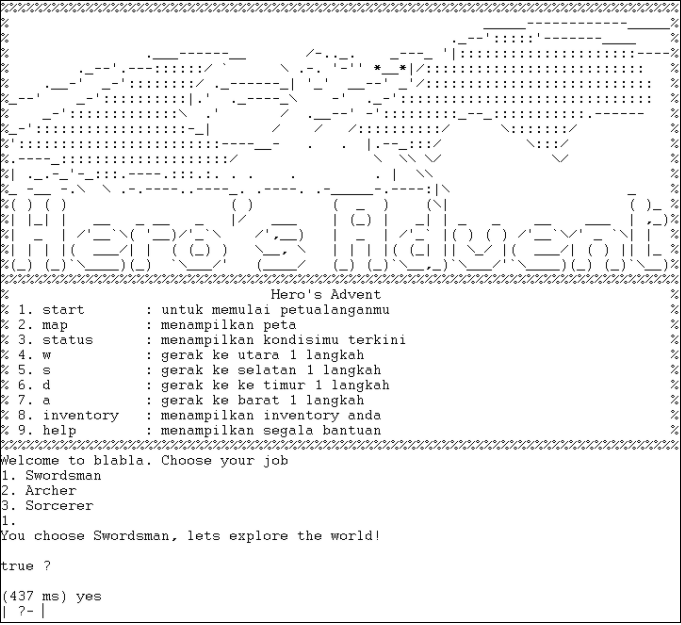 Hero's Advent
Hero's Advent
1. start : untuk memulai petualanganmu
2. map : menampilkan peta
3. status : menampilkan kondisimu terkini
4. w : gerak ke utara 1 langkah
5. s : gerak ke selatan 1 langkah
6. d : gerak ke ke timur 1 langkah
7. a : gerak ke barat 1 langkah
8. inventory : menampilkan inventory anda
9. help : menampilkan segala bantuan
Welcome to blabla. Choose your job
1. Swordsman
2. Archer
3. Sorcerer
1.
You choose Swordsman, lets explore the world!
true ?
(437 ms) yes
| ?-